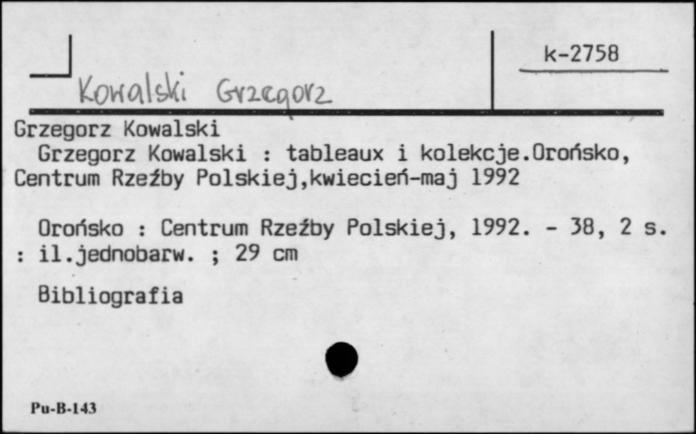 k-2758
Kowalski Grzegorz
Grzegorz Kowalski
Grzegorz Kowalski : tableaux i kolekcje.Orońsko,
Centrum Rzeźby Polskiej,kwiecień-maj 1992
Orońsko : Centrum Rzeźby Polskiej, 1992. - 38, 2 s.
: il.jednobarw. ; 29 cm
Bibliografia
Pu-B-143